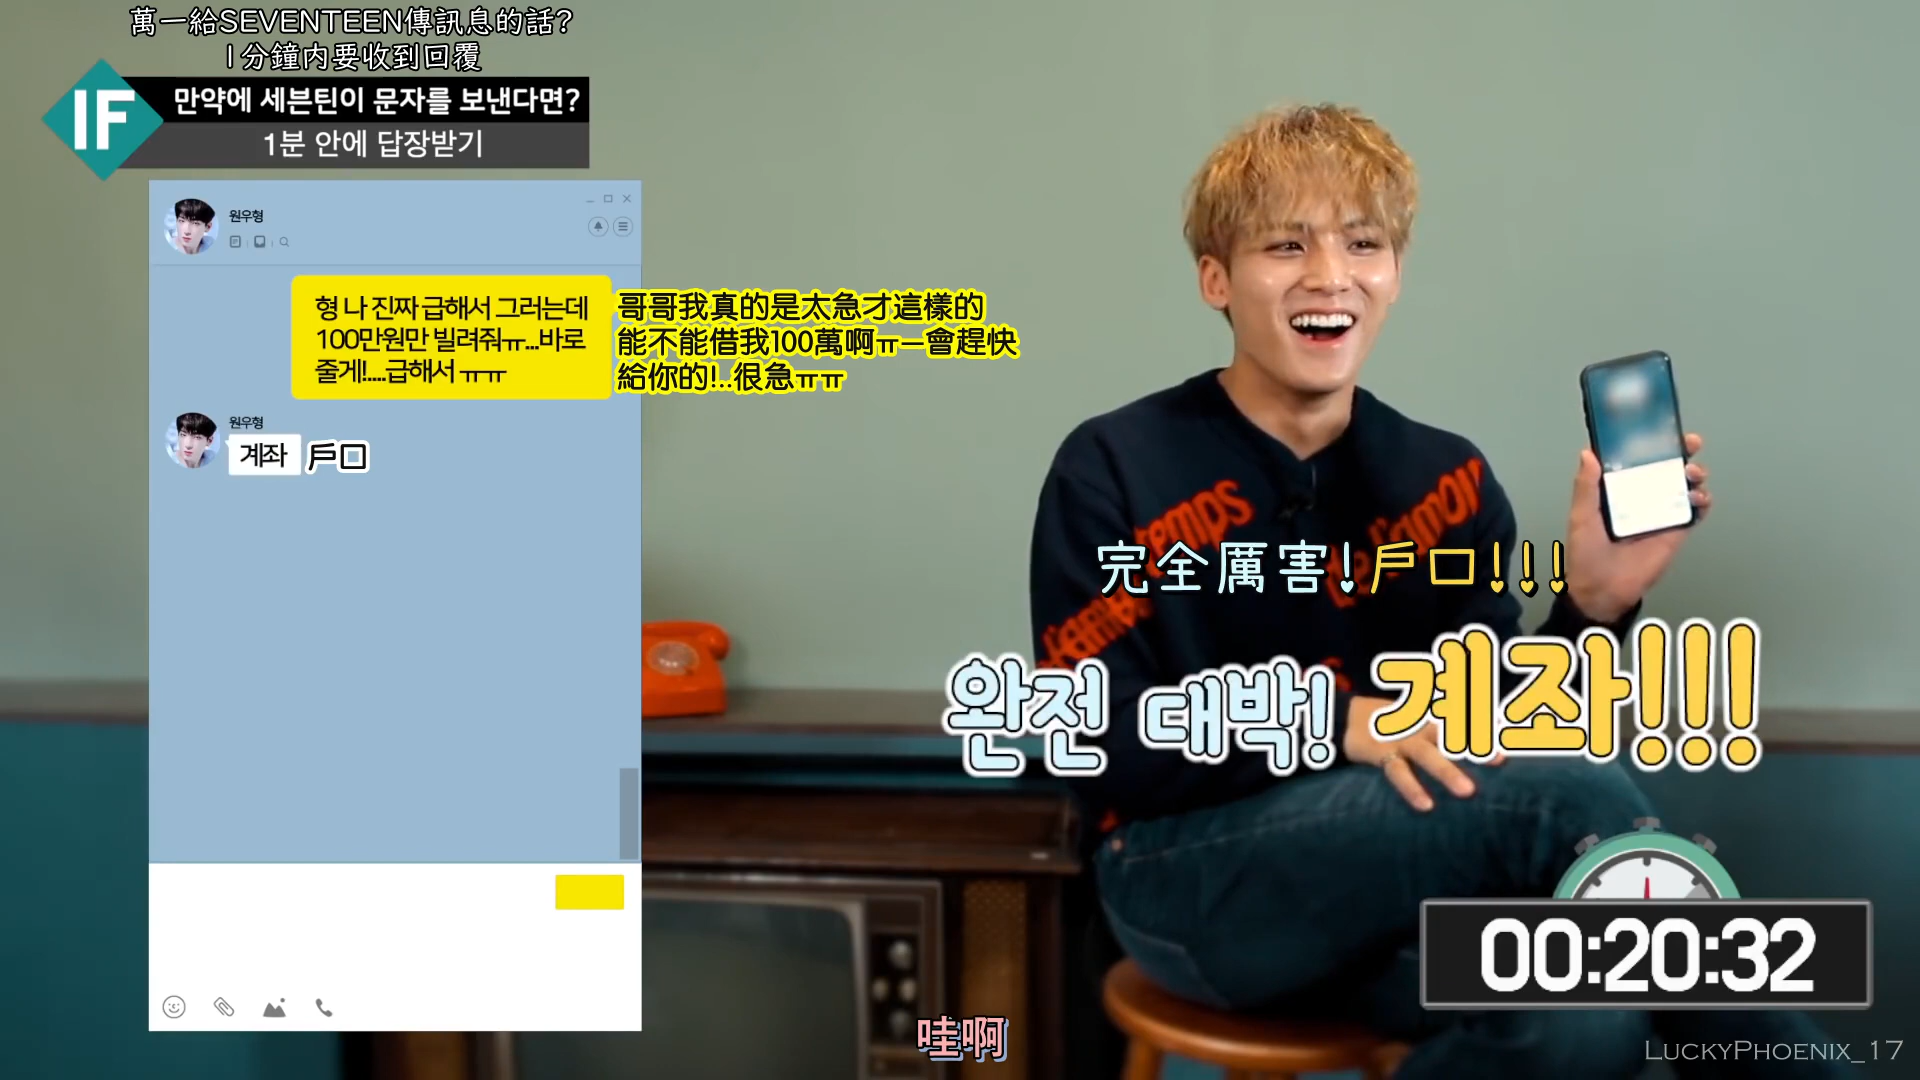 萬一給SEVENTEEN傳訊息的話?
1分鐘內要收到回覆
IF
만약에 세븐틴이 문자를 보낸다면?
1분 안에 답장받기
원우형
형 나 진짜 급해서 그러는데
100만원만 빌려줘ㅠ...바로
줄게!....급해서 ㅠㅠ
哥哥我真的是太急才這樣的
能不能借我100萬啊ㅠ—會趕快
給你的!..很急ㅠㅠ
원우형
계좌
戶口
temps
de l'amour
l'amour
完全厲害!戶口!!!
완전 대박! 계좌!!!
00:20:32
哇啊
LUCKYPHOENIX_17